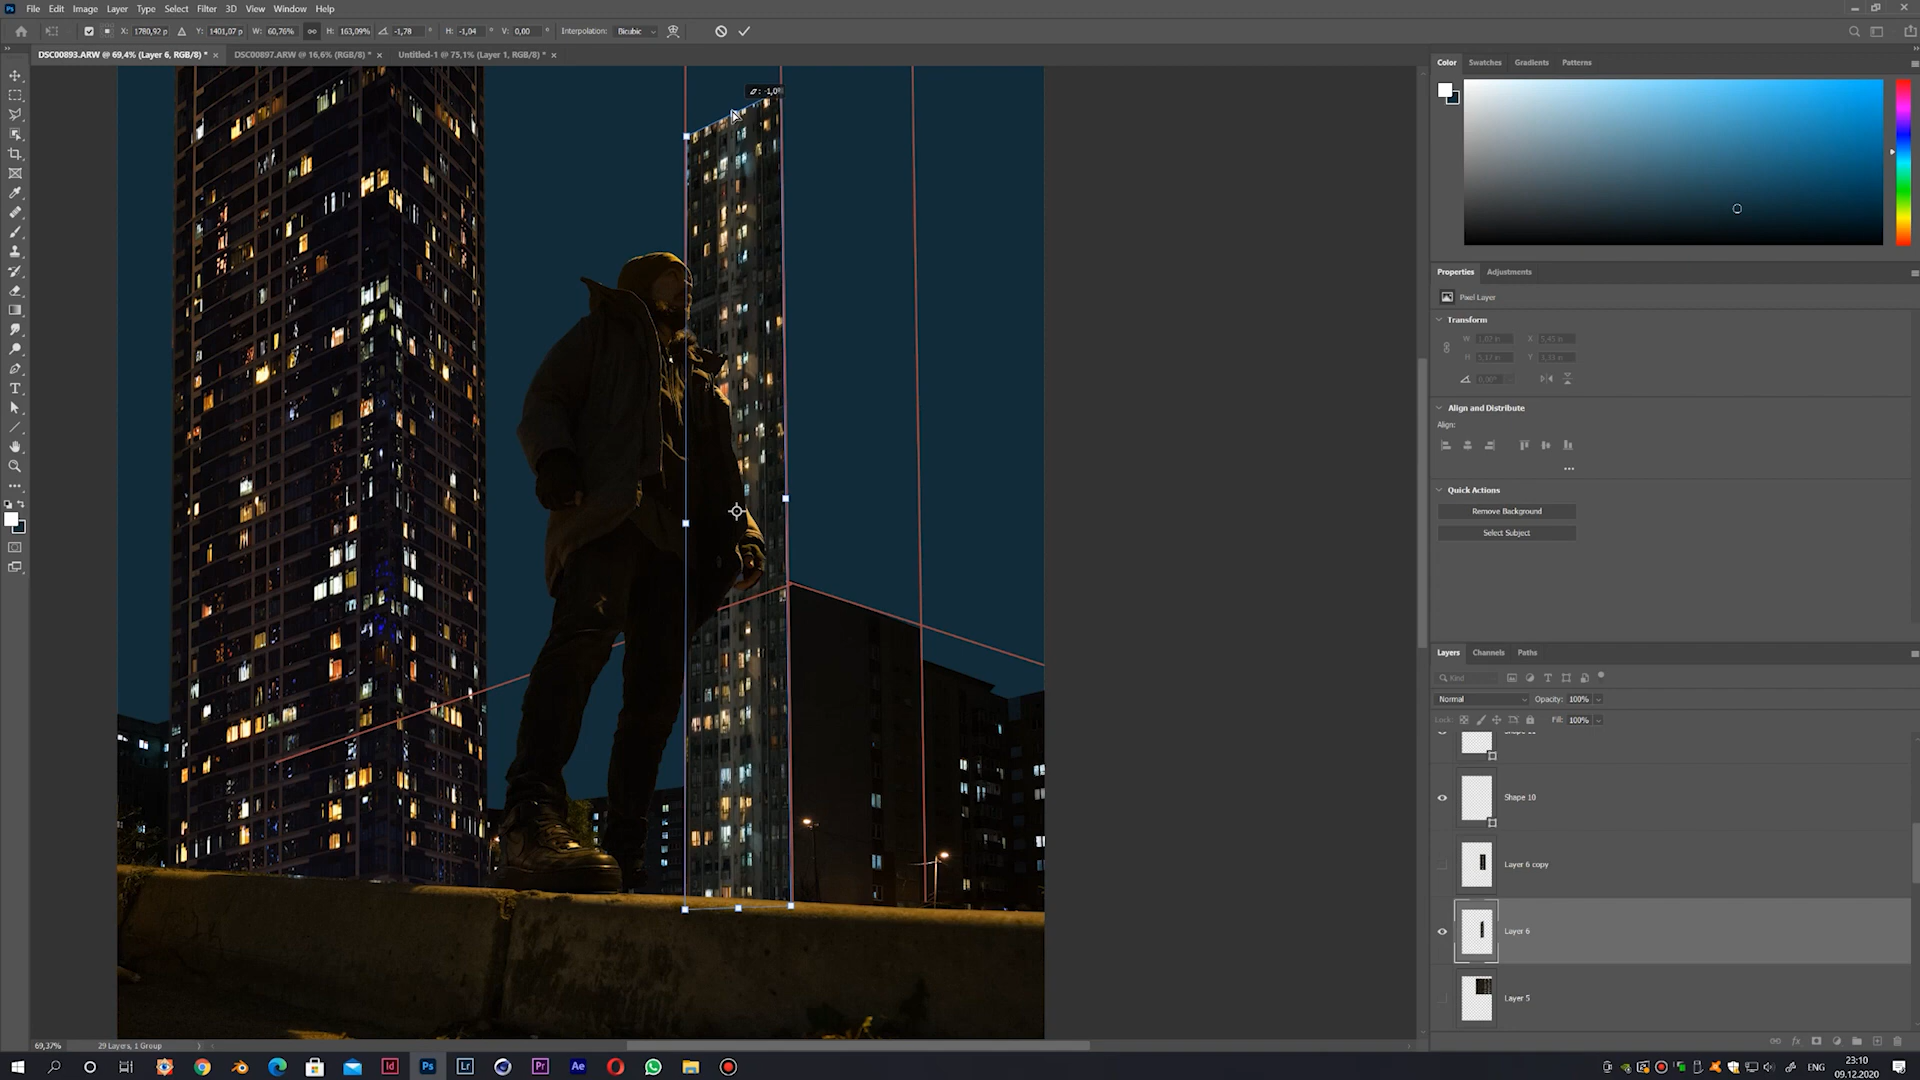 File Edit Image Layer Type Select Filter 3D View Window Help
X: 1780,92 p Y: 1401,07 p W: 60,76% H: 163,09% -1,78 ° H: -1,04 ° V: 0,00 ° Interpolation: Bicubic
DSC00893.ARW @ 69,4% (Layer 6, RGB/8) * × DSC00897.ARW @ 16,6% (RGB/8) * × Untitled-1 @ 75,1% (Layer 1, RGB/8) * ×
Color Swatches Gradients Patterns
Properties Adjustments
Pixel Layer
Transform
Align and Distribute
Align:
Quick Actions
Remove Background
Select Subject
Layers Channels Paths
Kind
Normal Opacity: 100%
Lock: Fill: 100%
Shape 10
Layer 6 copy
Layer 6
Layer 5
69,37% 29 Layers, 1 Group
ENG
23:10
09.12.2020